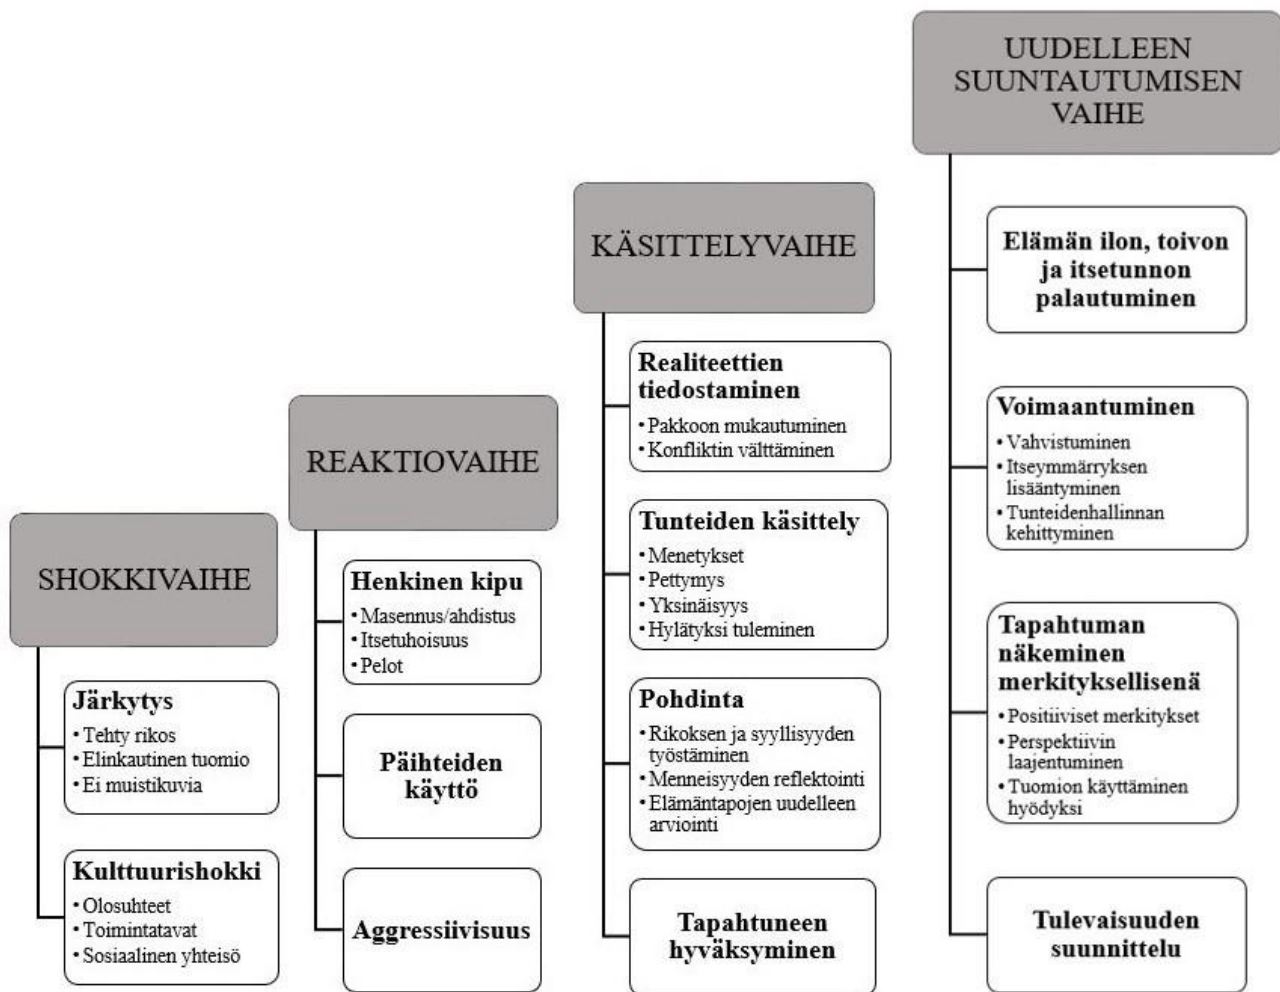 SHOKKIVAIHE
Järkytys
• Tehty rikos
• Elinkautinen tuomio
• Ei muistikuvia
Kulttuurishokki
• Olosuhteet
• Toimintatavat
• Sosiaalinen yhteisö
REAKTIOVAIHE
Henkinen kipu
• Masennus/ahdistus
• Itsetuhoisuus
• Pelot
Päihteiden
käyttö
Aggressiivisuus
KÄSITTELYVAIHE
Realiteettien
tiedostaminen
• Pakkoon mukautuminen
• Konfliktin välttäminen
Tunteiden käsittely
• Menetykset
• Pettymys
• Yksinäisyys
• Hylätyksi tuleminen
Pohdinta
• Rikoksen ja syyllisyyden
työstäminen
• Menneisyyden reflektointi
• Elämäntapojen uudelleen
arviointi
Tapahtuneen
hyväksyminen
UUDELLEEN
SUUNTAUTUMISEN
VAIHE
Elämän ilon, toivon
ja itsetunnon
palautuminen
Voimaantuminen
• Vahvistuminen
• Itseymmärryksen
lisääntyminen
• Tunteidenhallinnan
kehittyminen
Tapahtuman
näkeminen
merkityksellisenä
• Positiiviset merkitykset
• Perspektiivin
laajentuminen
• Tuomion käyttäminen
hyödyksi
Tulevaisuuden
suunnittelu